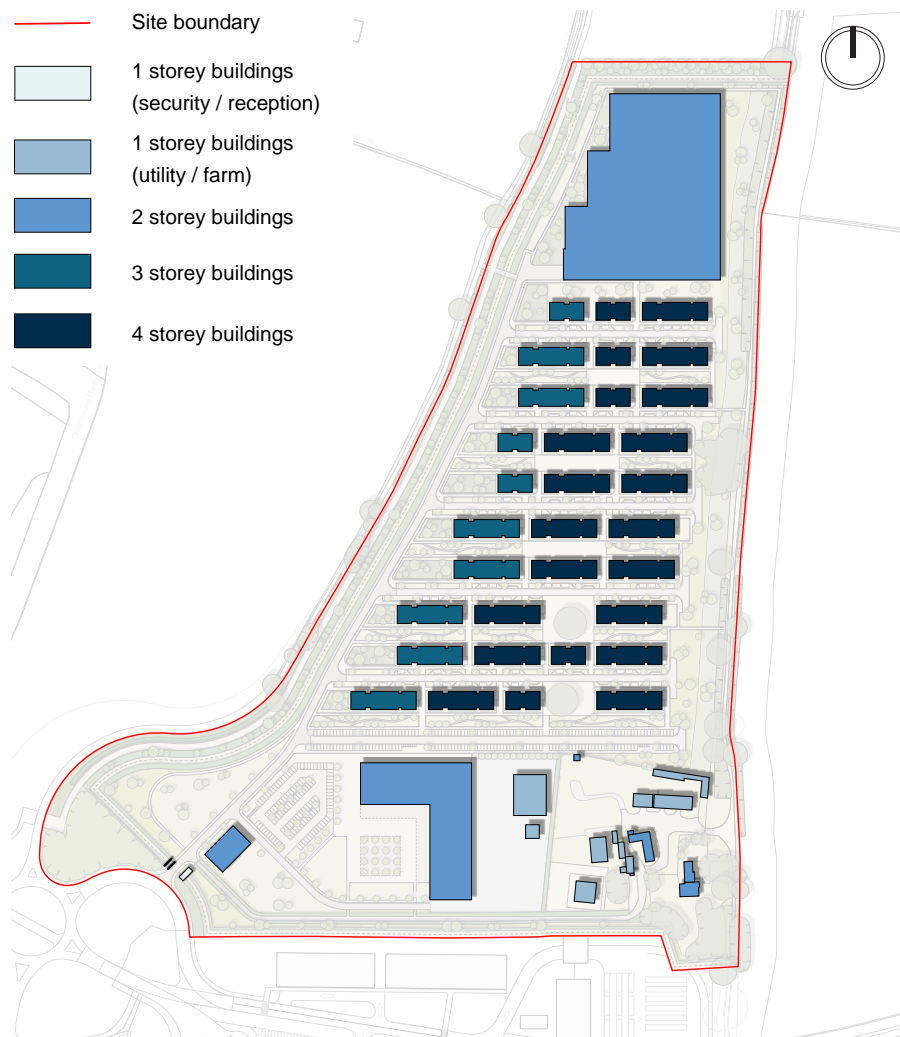 Site boundary
1 storey buildings
(security / reception)
1 storey buildings
(utility / farm)
2 storey buildings
3 storey buildings
4 storey buildings